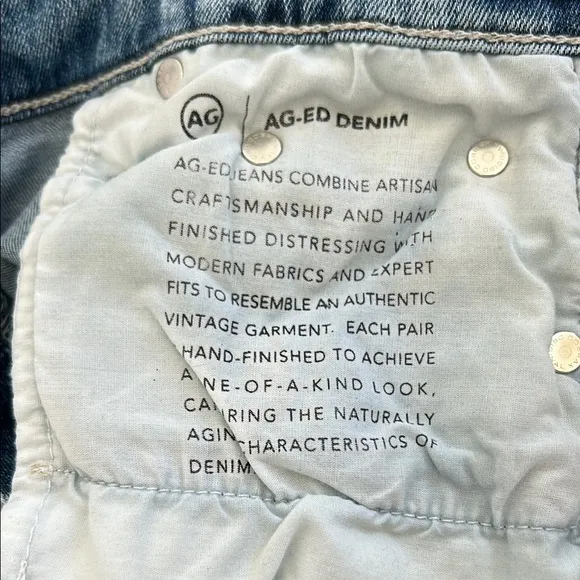 AG | AG-ED DENIM
AG-ED JEANS COMBINE ARTISAN
CRAFTSMANSHIP AND HAND
FINISHED DISTRESSING WITH
MODERN FABRICS AND EXPERT
FITS TO RESEMBLE AN AUTHENTIC
VINTAGE GARMENT. EACH PAIR
HAND-FINISHED TO ACHIEVE
A NE-OF-A-KIND LOOK,
CAPTURING THE NATURALLY
AGING CHARACTERISTICS OF
DENIM